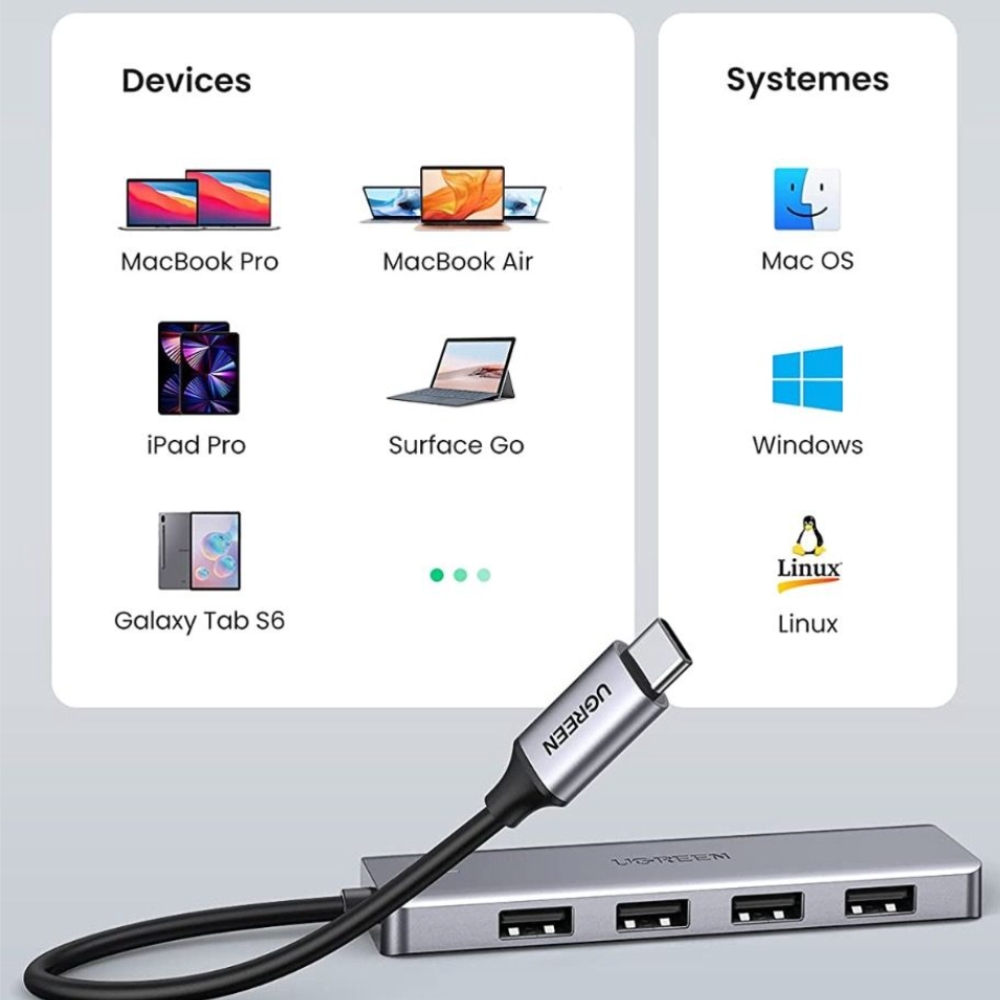 Devices
MacBook Pro
MacBook Air
iPad Pro
Surface Go
Galaxy Tab S6
Systemes
Mac OS
Windows
Linux
Linux
UGREEN
UGREEN